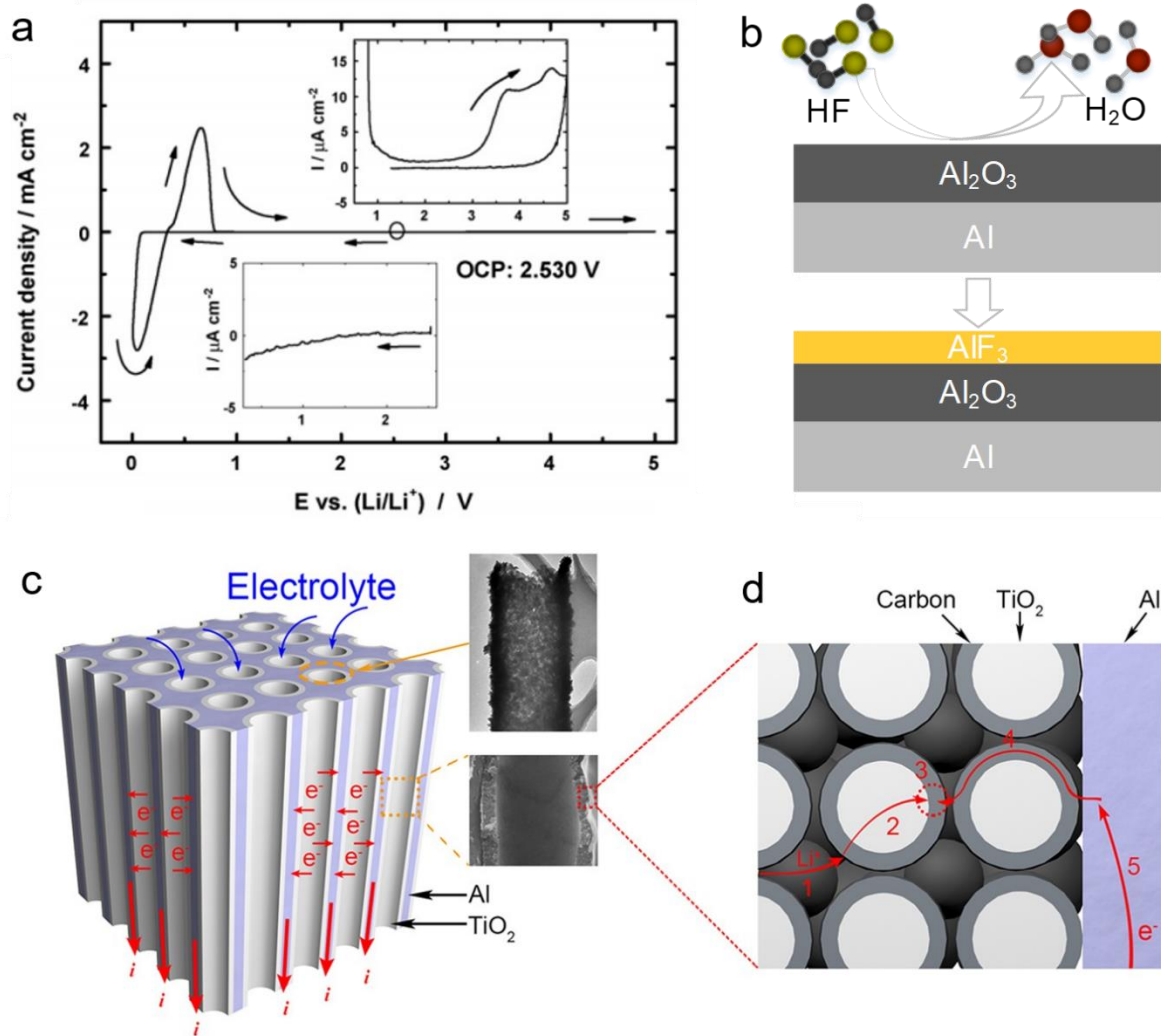 a
Current density / mA cm⁻²
4
2
0
-2
-4
0
1
2
3
4
5
E vs. (Li/Li⁺) / V
OCP: 2.530 V
I / μA cm⁻²
15
10
5
0
-5
1
2
3
4
5
I / μA cm⁻²
5
0
-5
1
2
b
HF
H₂O
Al₂O₃
Al
AlF₃
Al₂O₃
Al
c
Electrolyte
e⁻ e⁻
e⁻ e⁻
e⁻ e⁻
e⁻
e⁻
e⁻
Al
TiO₂
i
i
i
i
i
i
d
Carbon
TiO₂
Al
Li⁺
1
2
3
4
5
e⁻